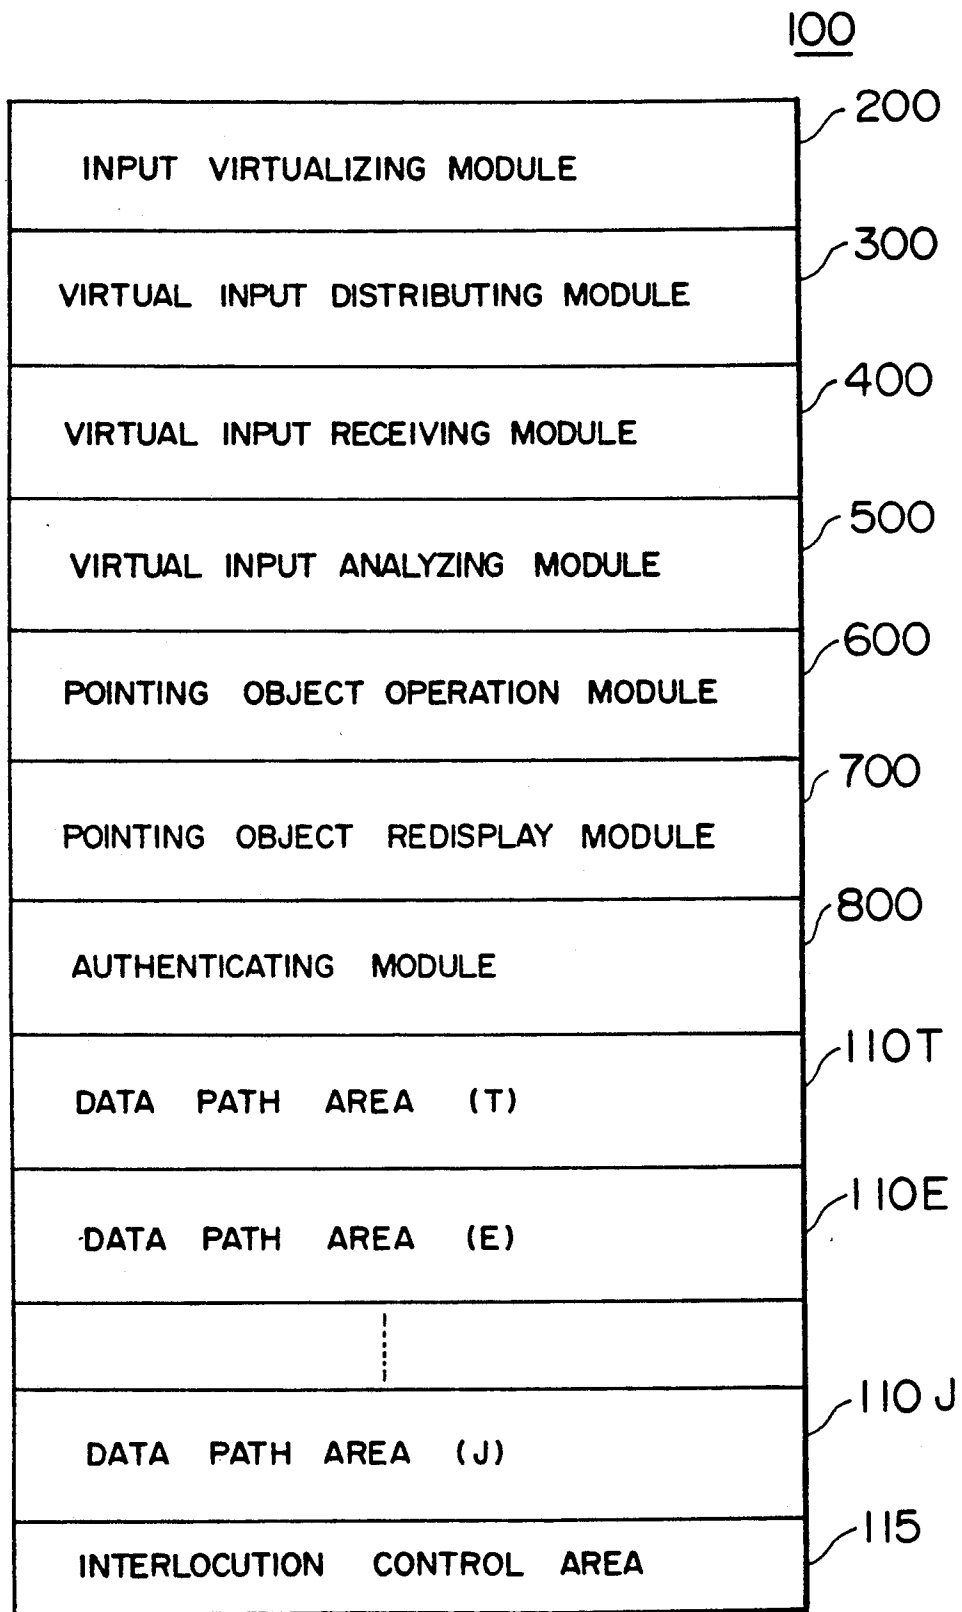 100
200
INPUT VIRTUALIZING MODULE
300
VIRTUAL INPUT DISTRIBUTING MODULE
400
VIRTUAL INPUT RECEIVING MODULE
500
VIRTUAL INPUT ANALYZING MODULE
600
POINTING OBJECT OPERATION MODULE
700
POINTING OBJECT REDISPLAY MODULE
800
AUTHENTICATING MODULE
110T
DATA PATH AREA (T)
110E
DATA PATH AREA (E)
110J
DATA PATH AREA (J)
115
INTERLOCUTION CONTROL AREA